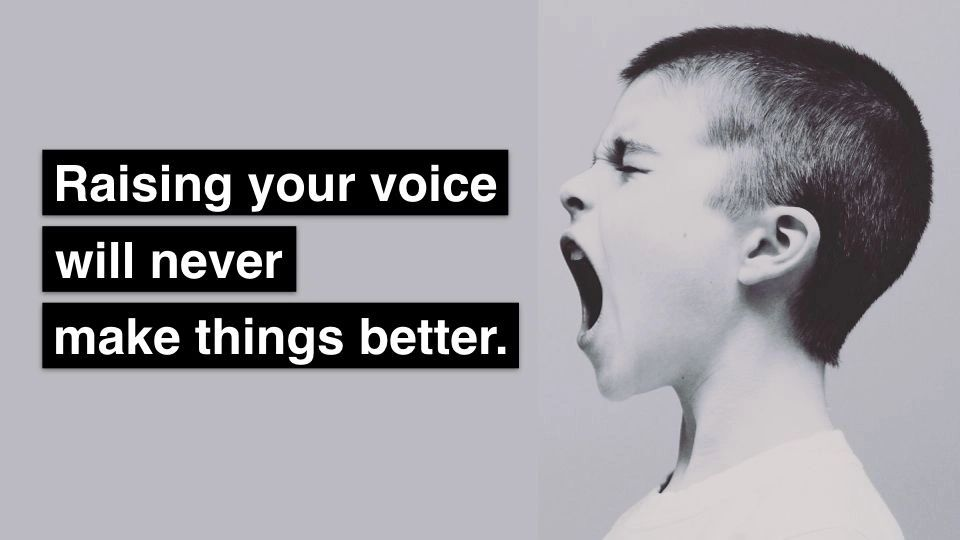 Raising your voice
will never
make things better.